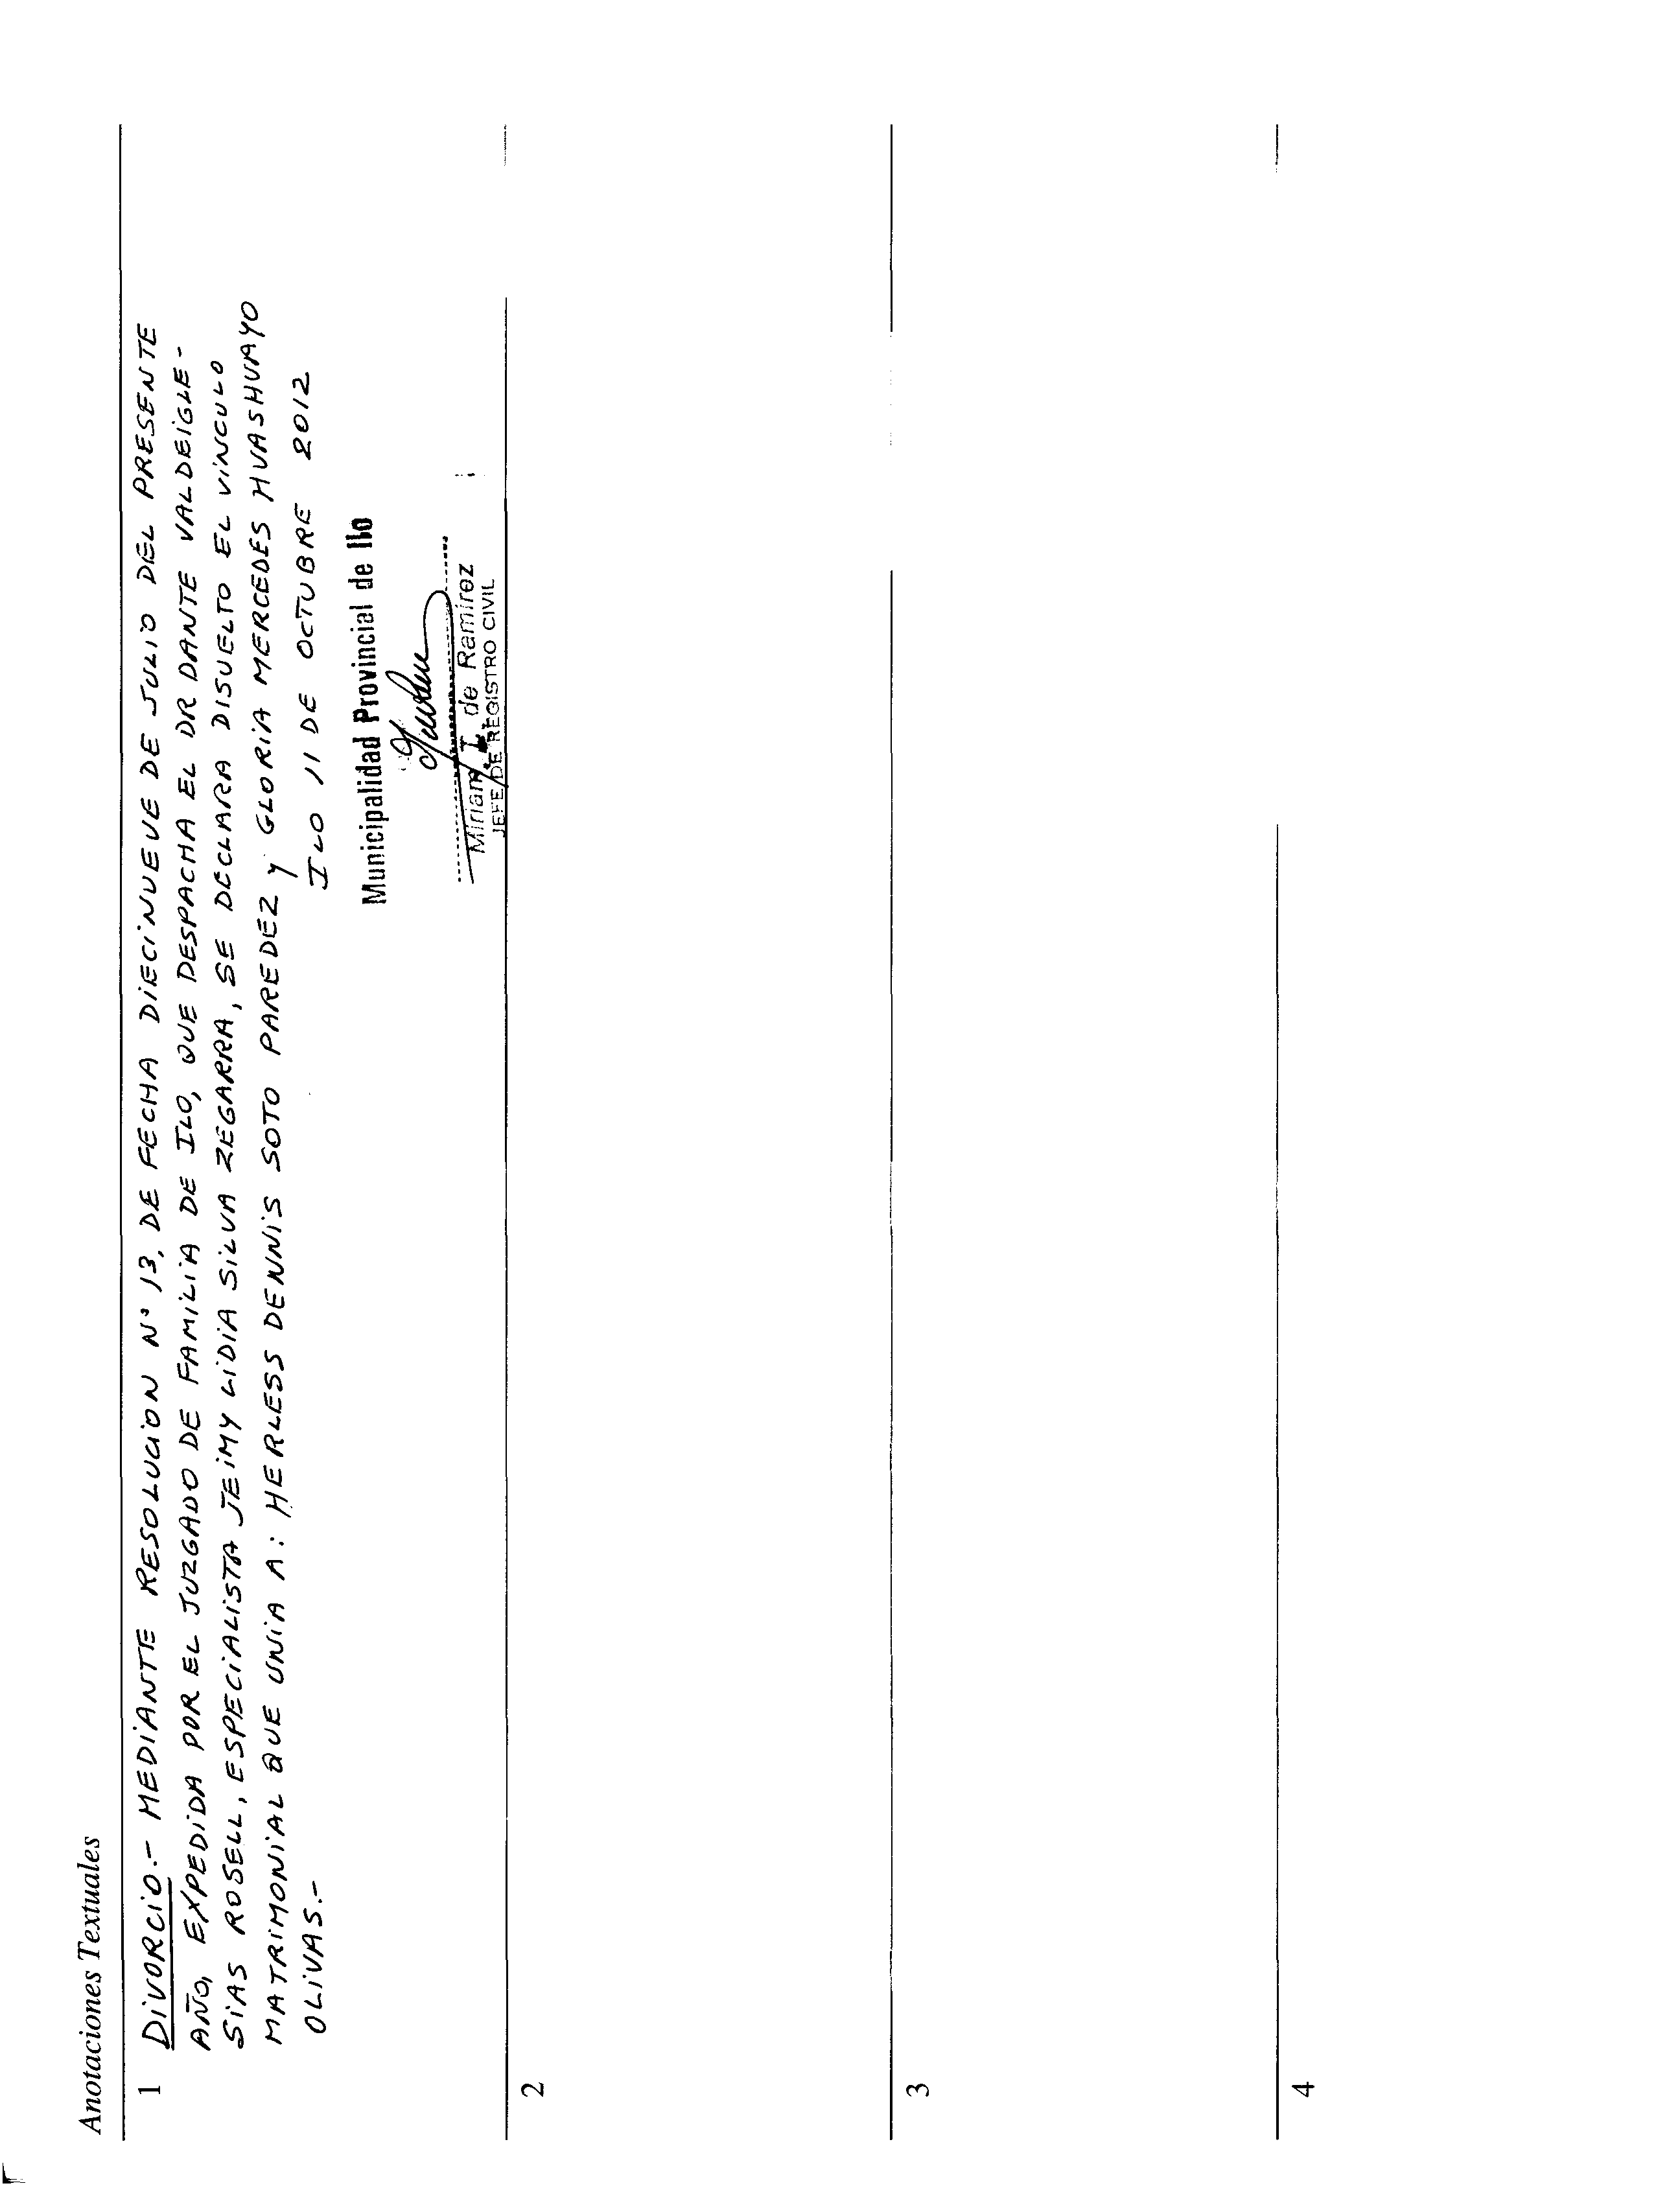 Anotaciones Textuales
1 DIVORCIO.- MEDIANTE RESOLUCION N° 13, DE FECHA DIECINUEVE DE JULIO DEL PRESENTE
AÑO, EXPEDIDA POR EL JUZGADO DE FAMILIA DE ILO, QUE DESPACHA EL DR DANTE VALDEIGLE-
SIAS ROSELL, ESPECIALISTA JEIMY LIDIA SILVA ZEGARRA, SE DECLARA DISUELTO EL VINCULO
MATRIMONIAL QUE UNIA A: HERLESS DENNIS SOTO PAREDEZ Y GLORIA MERCEDES HUASHUAYO
OLIVAS.-
ILO 11 DE OCTUBRE 2012
Municipalidad Provincial de Ilo
Miriam T. de Ramírez
JEFE DE REGISTRO CIVIL
2
3
4